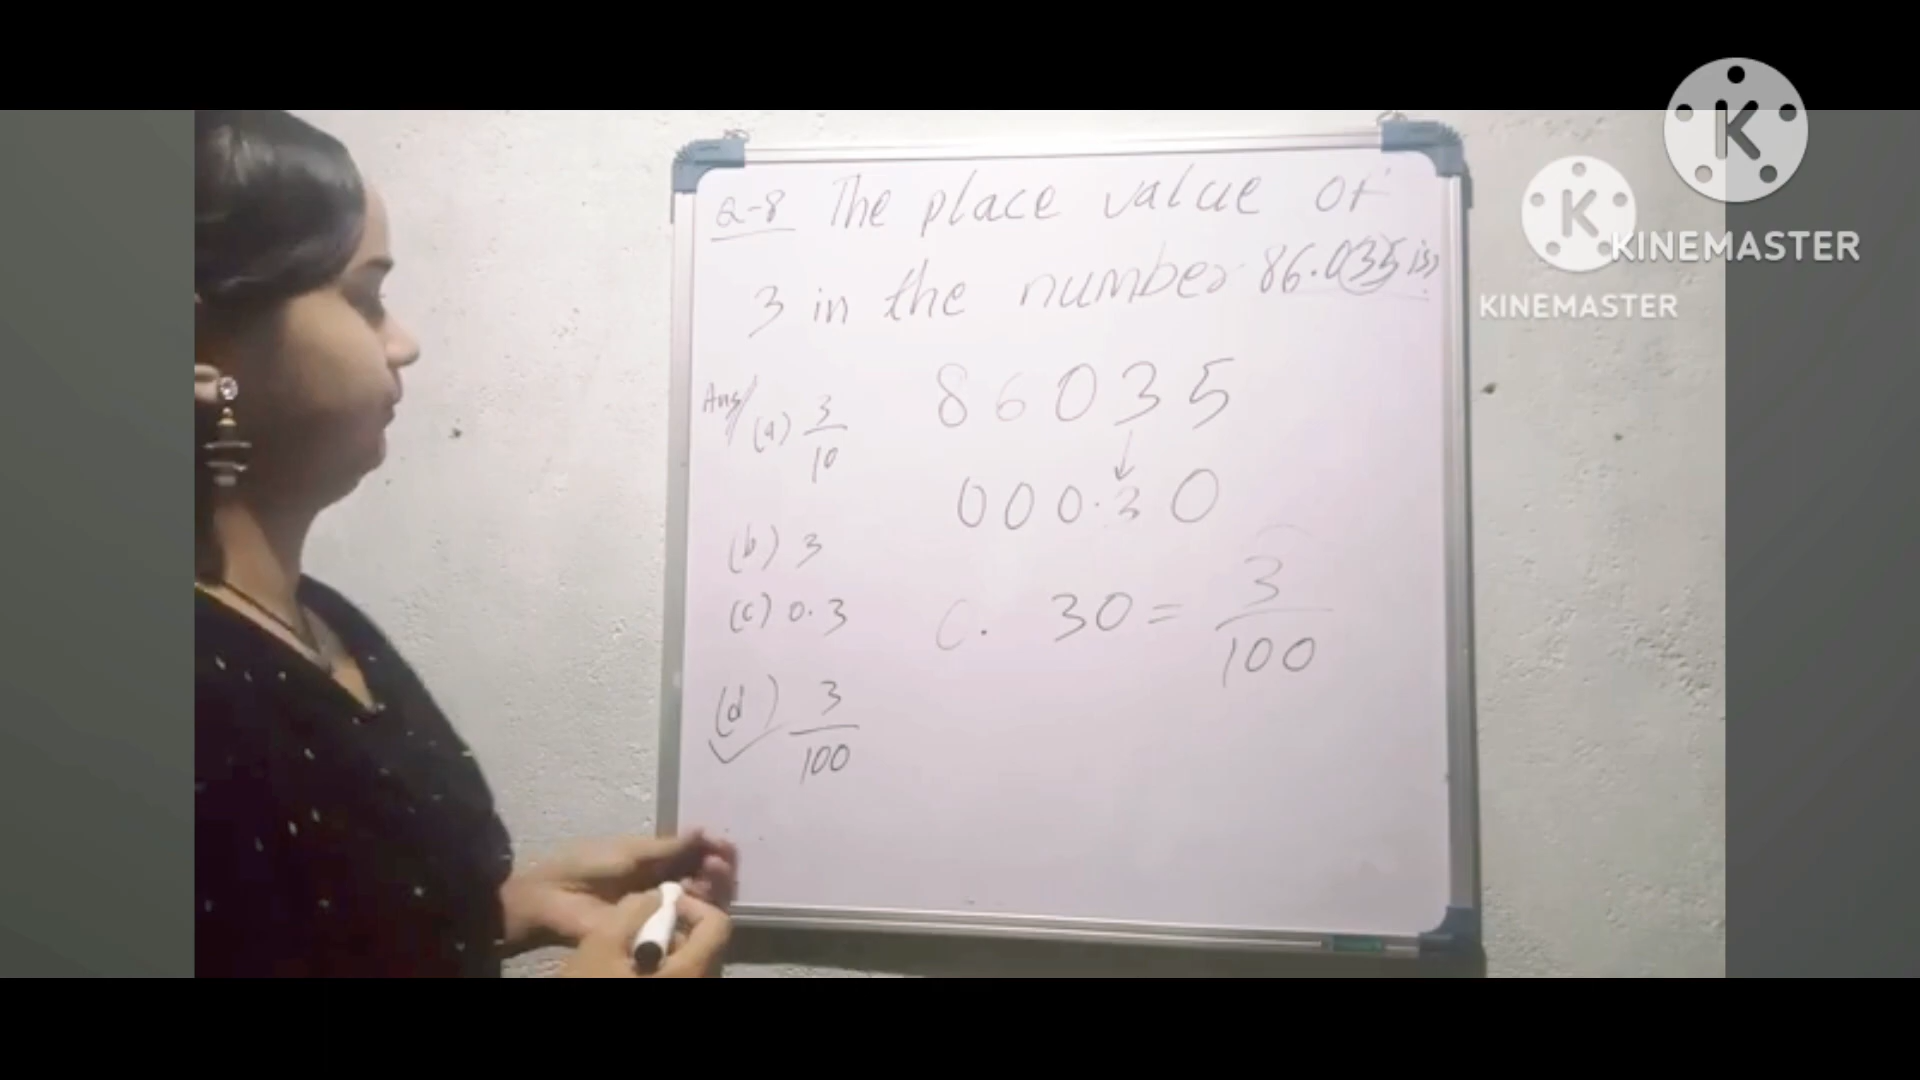 Q-8 The place value of
3 in the number 86.035 is,
Ans/
(a) 3/10
86035
000.30
(b) 3
(c) 0.3
0. 30 = 3/100
(d) 3/100
K
KINEMASTER
K
KINEMASTER